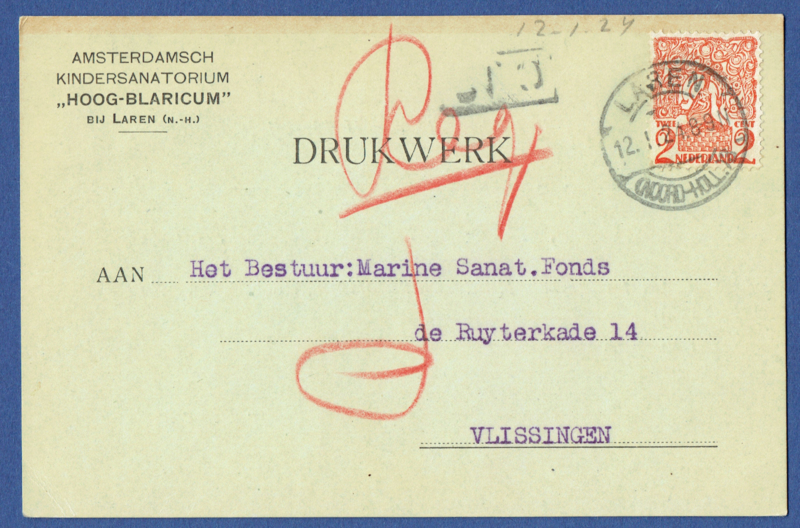 12-1-24
AMSTERDAMSCH
KINDERSANATORIUM
„HOOG-BLARICUM”
BIJ LAREN (N.-H.)
DRUKWERK
LAREN
12.1
(NOORD-HOLL.)
TWEE CENT
2 2
NEDERLAND
AAN Het Bestuur:Marine Sanat.Fonds
de Ruyterkade 14
VLISSINGEN